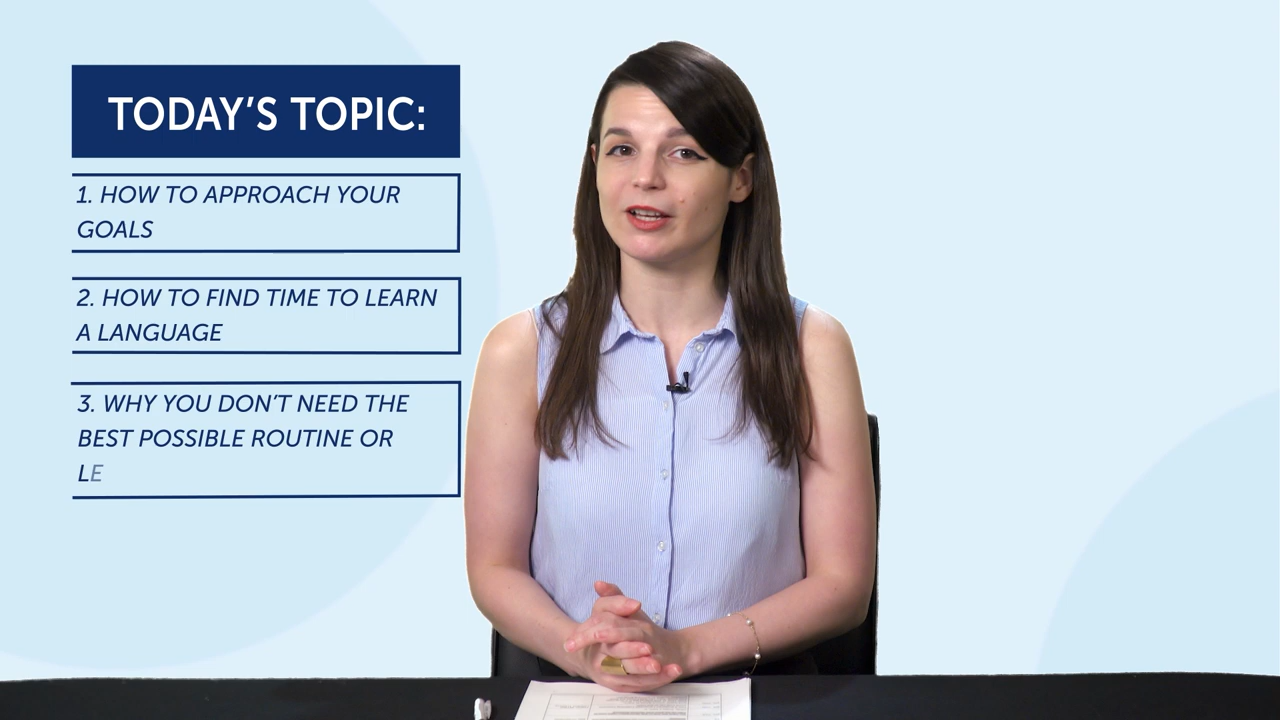 TODAY'S TOPIC:
1. HOW TO APPROACH YOUR
GOALS
2. HOW TO FIND TIME TO LEARN
A LANGUAGE
3. WHY YOU DON'T NEED THE
BEST POSSIBLE ROUTINE OR
LE